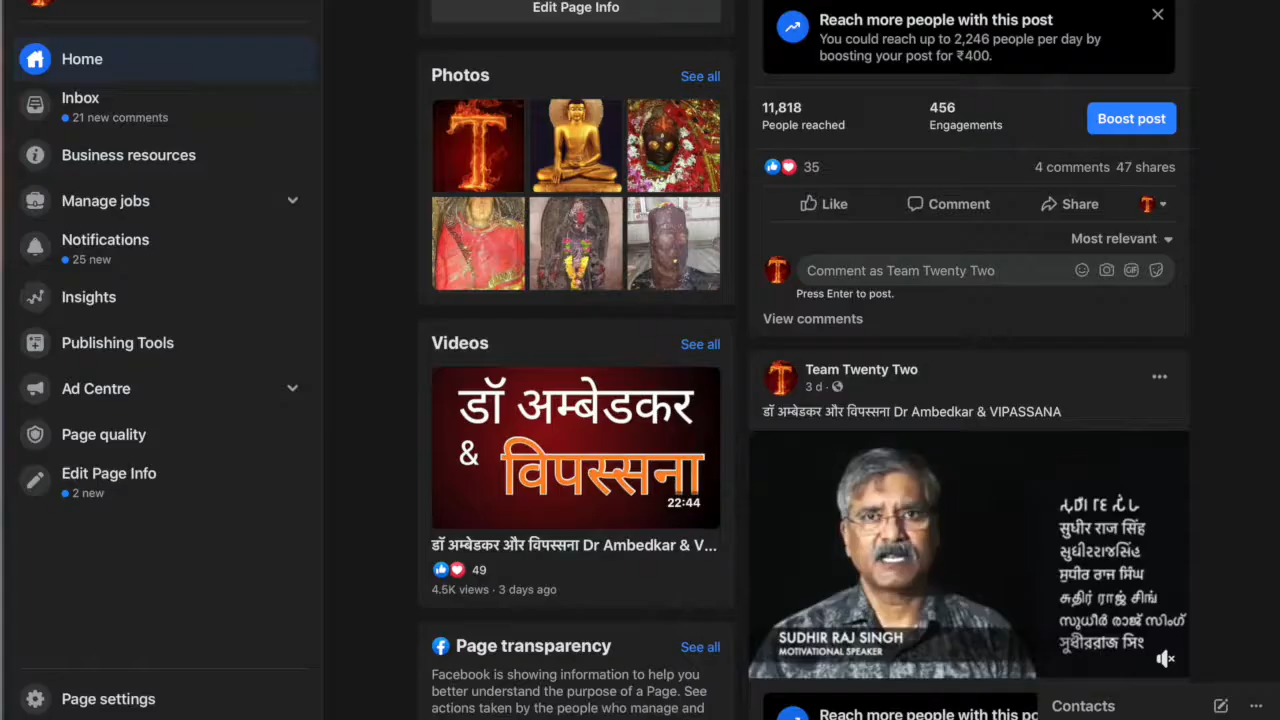 Home
Inbox
21 new comments
Business resources
Manage jobs
Notifications
25 new
Insights
Publishing Tools
Ad Centre
Page quality
Edit Page Info
2 new
Page settings
Edit Page Info
Photos
See all
Videos
See all
डॉ अम्बेडकर
&
विपस्सना
22:44
डॉ अम्बेडकर और विपस्सना Dr Ambedkar & V...
49
4.5K views · 3 days ago
Page transparency
See all
Facebook is showing information to help you
better understand the purpose of a Page. See
actions taken by the people who manage and
Reach more people with this post
You could reach up to 2,246 people per day by
boosting your post for ₹400.
11,818
456
People reached
Engagements
Boost post
35
4 comments 47 shares
Like
Comment
Share
Most relevant
Comment as Team Twenty Two
GIF
Press Enter to post.
View comments
Team Twenty Two
3 d ·
डॉ अम्बेडकर और विपस्सना Dr Ambedkar & VIPASSANA
सुधीर राज सिंह
SUDHIR RAJ SINGH
MOTIVATIONAL SPEAKER
Reach more people with this po
Contacts